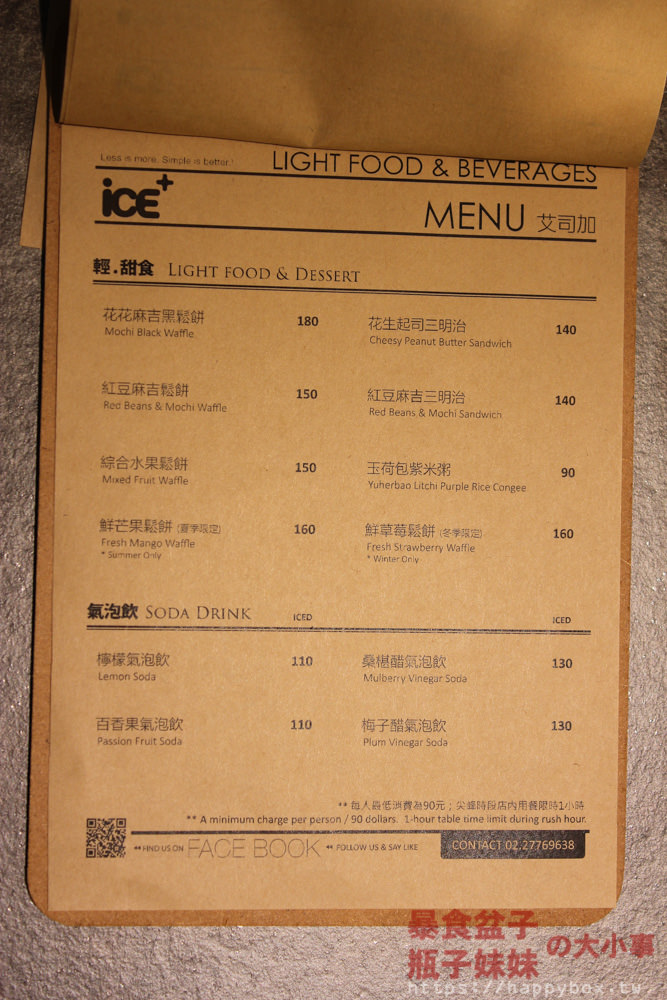 Less is more. Simple is better.
LIGHT FOOD & BEVERAGES
iCE+
MENU 艾司加
輕.甜食 LIGHT FOOD & DESSERT
花花麻吉黑鬆餅 180
Mochi Black Waffle
花生起司三明治 140
Cheesy Peanut Butter Sandwich
紅豆麻吉鬆餅 150
Red Beans & Mochi Waffle
紅豆麻吉三明治 140
Red Beans & Mochi Sandwich
綜合水果鬆餅 150
Mixed Fruit Waffle
玉荷包紫米粥 90
Yuherbao Litchi Purple Rice Congee
鮮芒果鬆餅 (夏季限定) 160
Fresh Mango Waffle
* Summer Only
鮮草莓鬆餅 (冬季限定) 160
Fresh Strawberry Waffle
* Winter Only
氣泡飲 SODA DRINK ICED
ICED
檸檬氣泡飲 110
Lemon Soda
桑椹醋氣泡飲 130
Mulberry Vinegar Soda
百香果氣泡飲 110
Passion Fruit Soda
梅子醋氣泡飲 130
Plum Vinegar Soda
** 每人最低消費為90元；尖峰時段店內用餐限時1小時
** A minimum charge per person / 90 dollars. 1-hour table time limit during rush hour.
FIND US ON FACE BOOK FOLLOW US & SAY LIKE
CONTACT 02.27769638
暴食盆子
瓶子妹妹
の大小事
https://happybox.tw.